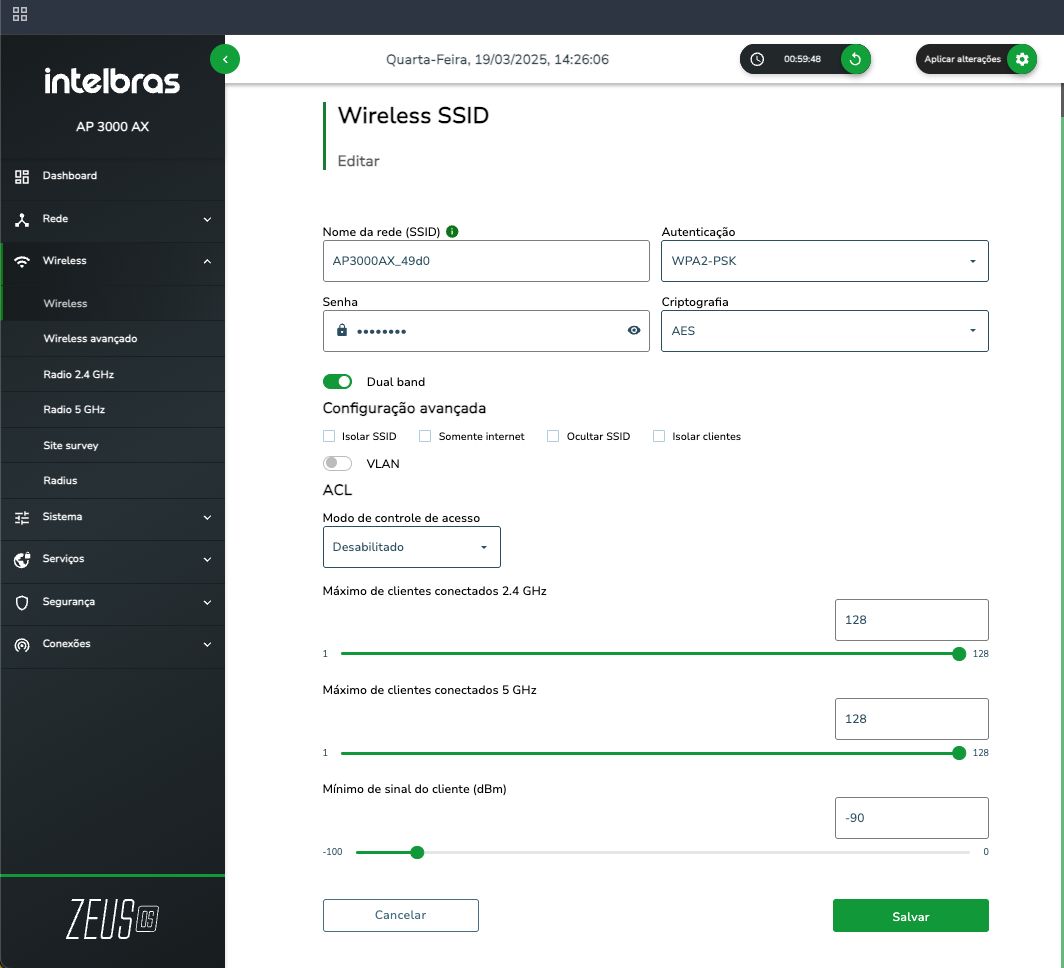 intelbras
AP 3000 AX
Dashboard
Rede
Wireless
Wireless
Wireless avançado
Radio 2.4 GHz
Radio 5 GHz
Site survey
Radius
Sistema
Serviços
Segurança
Conexões
ZEUS OS
Quarta-Feira, 19/03/2025, 14:26:06
00:59:48
Aplicar alterações
Wireless SSID
Editar
Nome da rede (SSID)
AP3000AX_49d0
Autenticação
WPA2-PSK
Senha
••••••••
Criptografia
AES
Dual band
Configuração avançada
Isolar SSID Somente internet Ocultar SSID Isolar clientes
VLAN
ACL
Modo de controle de acesso
Desabilitado
Máximo de clientes conectados 2.4 GHz
128
1 128
Máximo de clientes conectados 5 GHz
128
1 128
Mínimo de sinal do cliente (dBm)
-90
-100 0
Cancelar Salvar